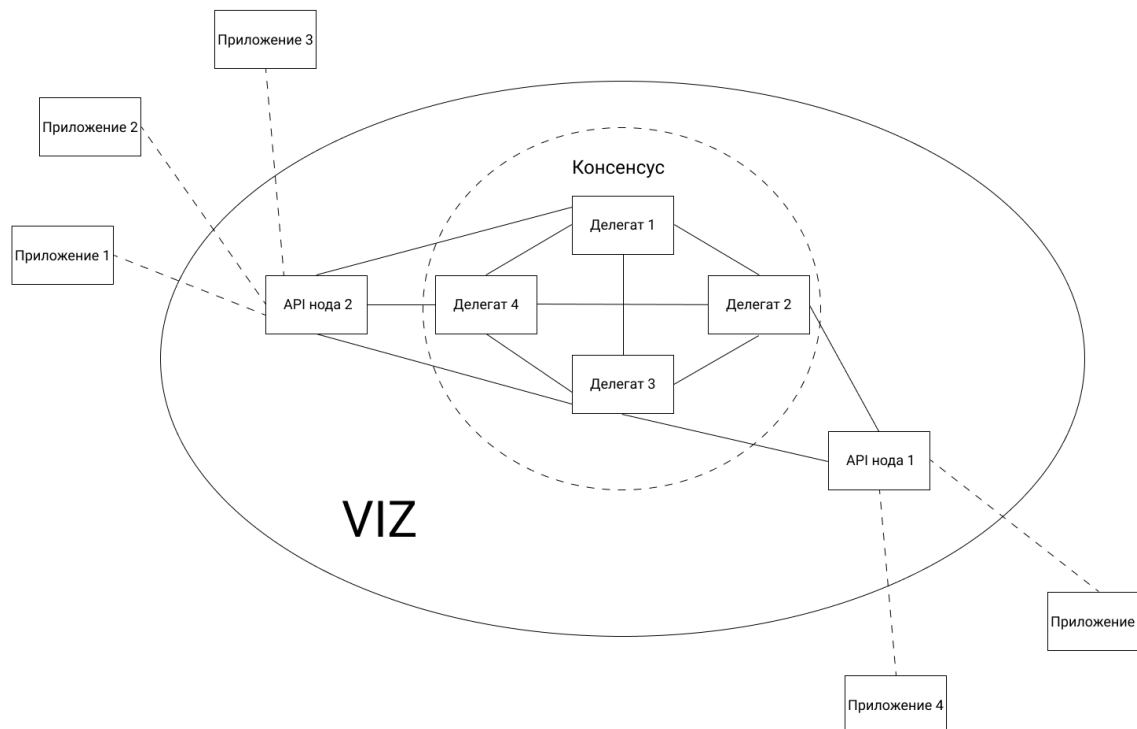 Приложение 3
Приложение 2
Консенсус
Делегат 1
Приложение 1
API нода 2
Делегат 4
Делегат 2
Делегат 3
API нода 1
VIZ
Приложение
Приложение 4